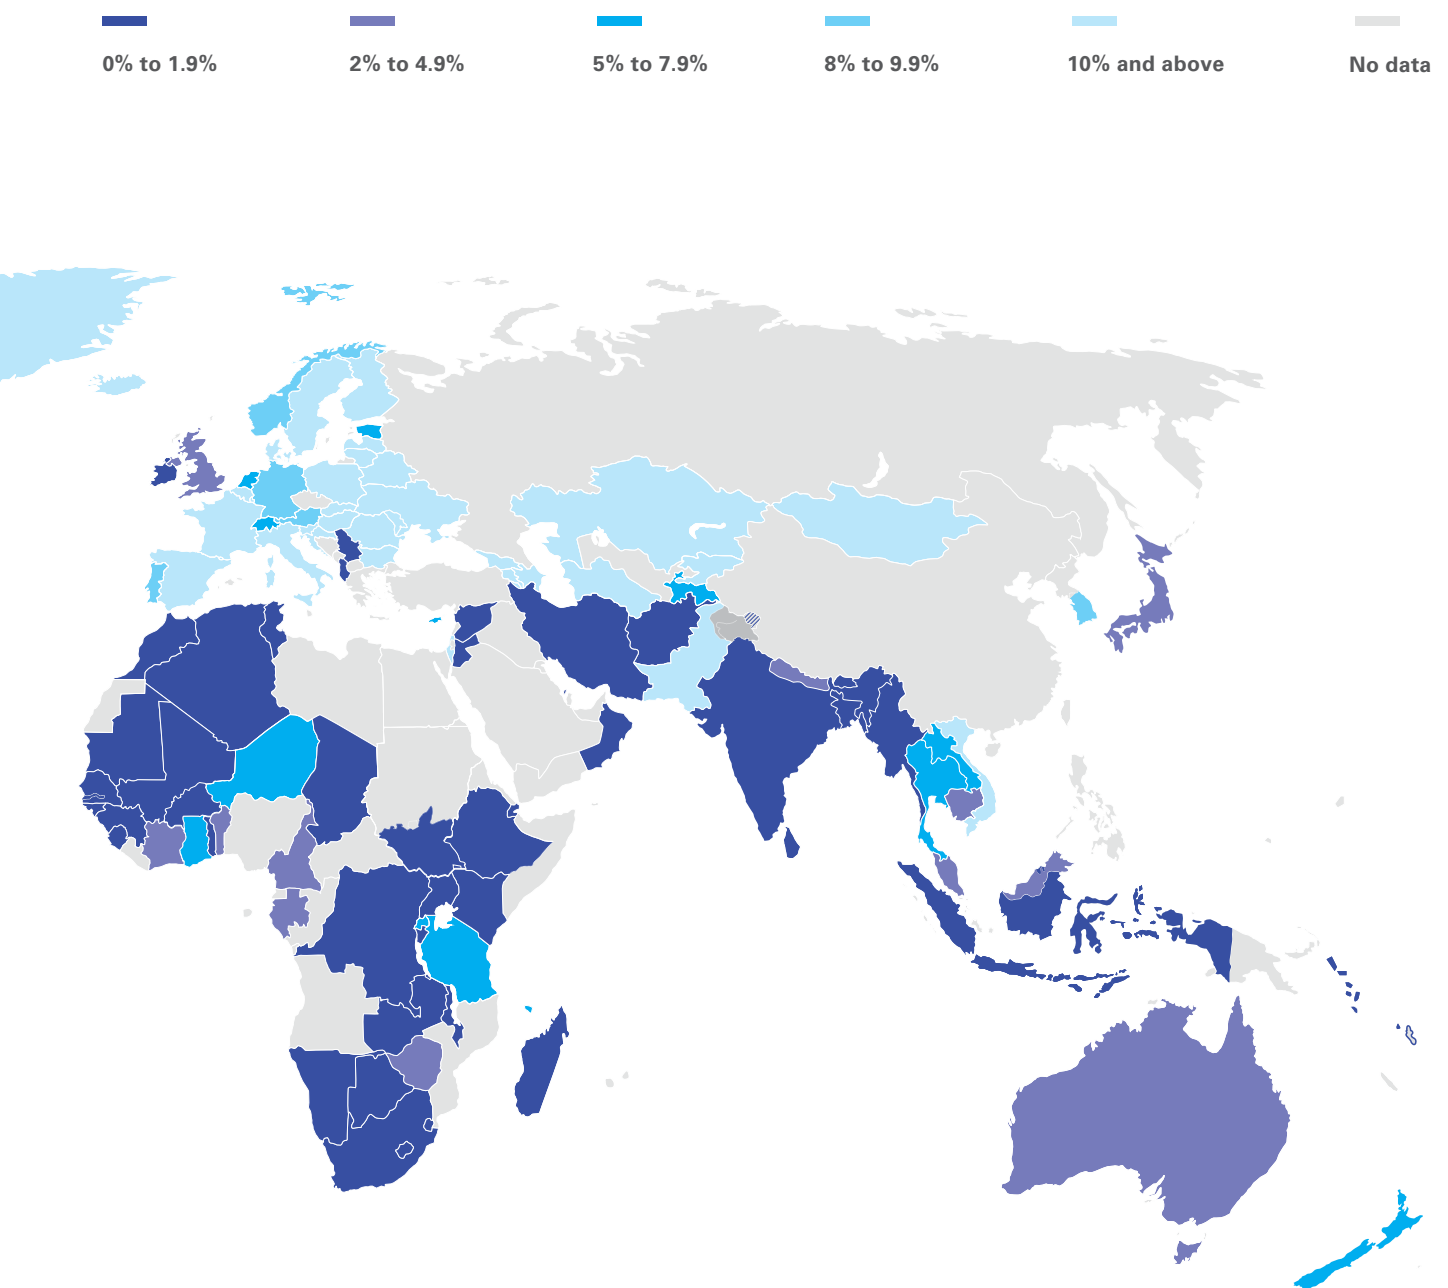 0% to 1.9%
2% to 4.9%
5% to 7.9%
8% to 9.9%
10% and above
No data